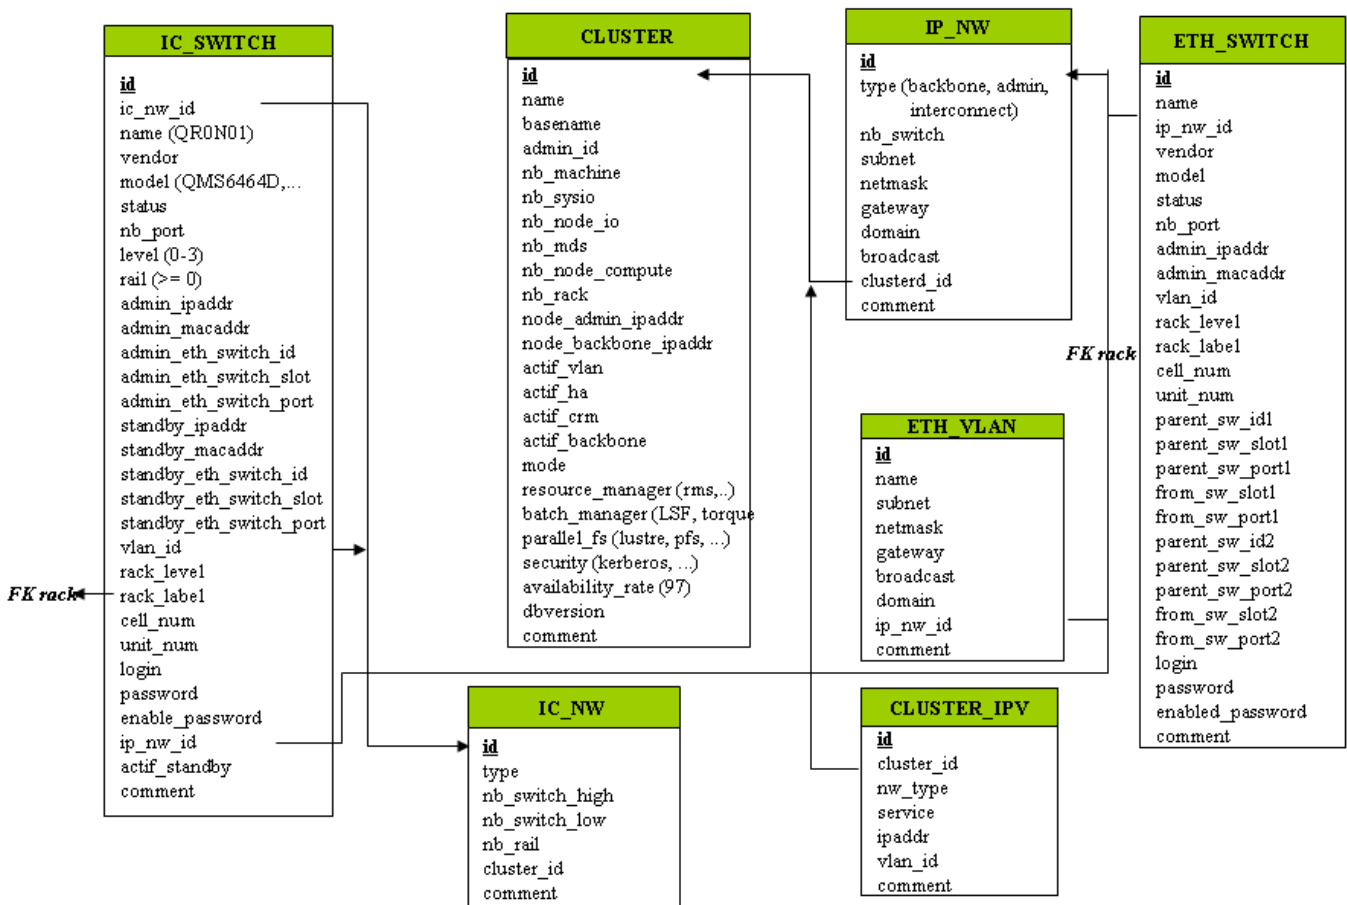 IC_SWITCH
id
ic_nw_id
name (QR0N01)
vendor
model (QMS6464D,...
status
nb_port
level (0-3)
rail (>= 0)
admin_ipaddr
admin_macaddr
admin_eth_switch_id
admin_eth_switch_slot
admin_eth_switch_port
standby_ipaddr
standby_macaddr
standby_eth_switch_id
standby_eth_switch_slot
standby_eth_switch_port
vlan_id
rack_level
rack_label
cell_num
unit_num
login
password
enable_password
ip_nw_id
actif_standby
comment
FK rack
CLUSTER
id
name
basename
admin_id
nb_machine
nb_sysio
nb_node_io
nb_mds
nb_node_compute
nb_rack
node_admin_ipaddr
node_backbone_ipaddr
actif_vlan
actif_ha
actif_crm
actif_backbone
mode
resource_manager (rms,..)
batch_manager (LSF, torque
parallel_fs (lustre, pfs, ...)
security (kerberos, ...)
availability_rate (97)
dbversion
comment
IC_NW
id
type
nb_switch_high
nb_switch_low
nb_rail
cluster_id
comment
IP_NW
id
type (backbone, admin,
interconnect)
nb_switch
subnet
netmask
gateway
domain
broadcast
clusterd_id
comment
FK rack
ETH_VLAN
id
name
subnet
netmask
gateway
broadcast
domain
ip_nw_id
comment
CLUSTER_IPV
id
cluster_id
nw_type
service
ipaddr
vlan_id
comment
ETH_SWITCH
id
name
ip_nw_id
vendor
model
status
nb_port
admin_ipaddr
admin_macaddr
vlan_id
rack_level
rack_label
cell_num
unit_num
parent_sw_id1
parent_sw_slot1
parent_sw_port1
from_sw_slot1
from_sw_port1
parent_sw_id2
parent_sw_slot2
parent_sw_port2
from_sw_slot2
from_sw_port2
login
password
enabled_password
comment